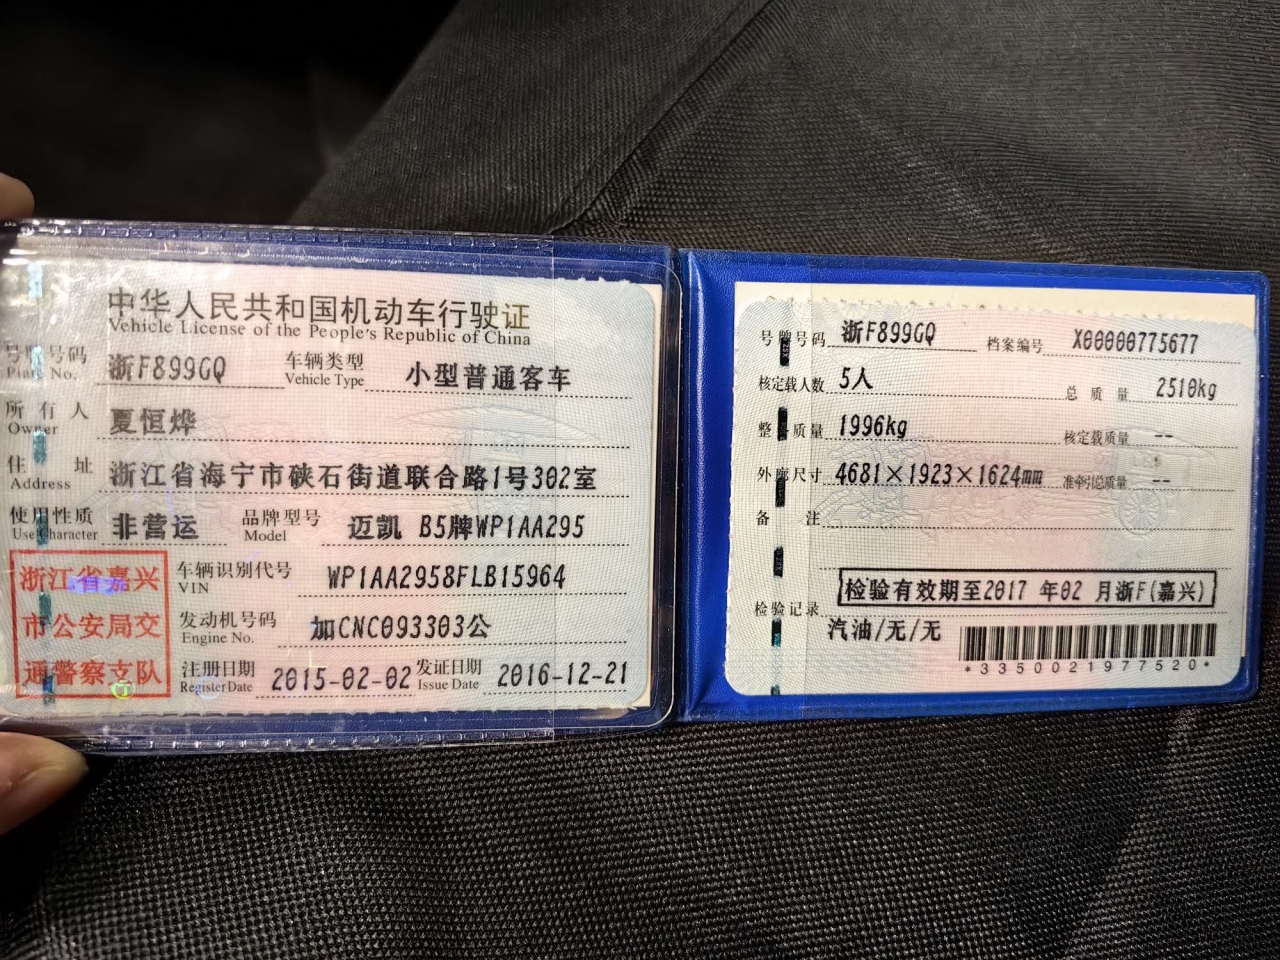 中华人民共和国机动车行驶证
Vehicle License of the People's Republic of China
号牌号码 浙F899GQ 车辆类型 小型普通客车
Plate No. Vehicle Type
所有人 夏恒烨
Owner
住址 浙江省海宁市硖石街道联合路1号302室
Address
使用性质 非营运 品牌型号 迈凯 B5牌WP1AA295
Use Character Model
浙江省嘉兴
市公安局交
通警察支队
车辆识别代号 WP1AA2958FLB15964
VIN
发动机号码 加CNC093303公
Engine No.
注册日期 2015-02-02 发证日期 2016-12-21
Register Date Issue Date
号牌号码 浙F899GQ 档案编号 X00000775677
核定载人数 5人 总质量 2510kg
整备质量 1996kg 核定载质量 --
外廓尺寸 4681×1923×1624mm 准牵引总质量 --
备注
检验有效期至2017 年02 月浙F(嘉兴)
检验记录
汽油/无/无
*3350021977520*